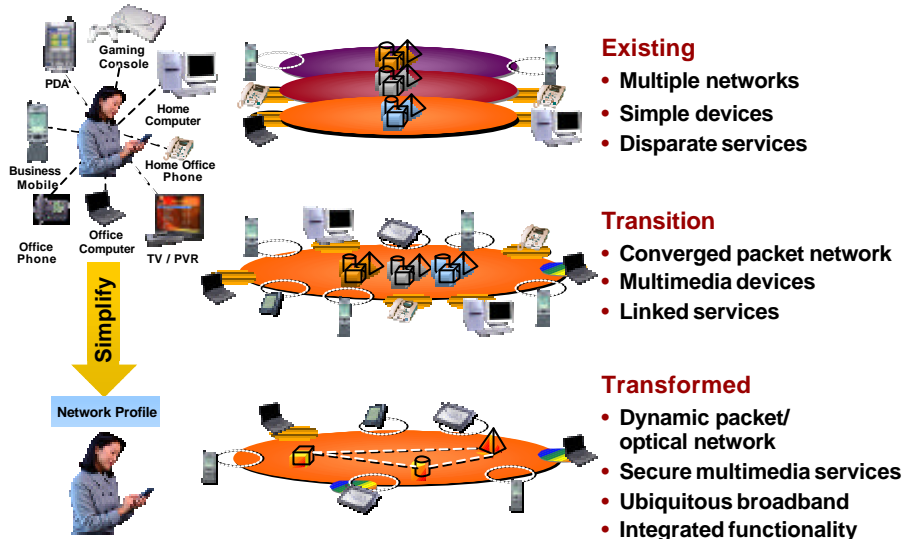 Gaming
Console
PDA
Home
Computer
Business
Mobile
Home Office
Phone
Office
Phone
Office
Computer
TV / PVR
Simplify
Network Profile
Existing
• Multiple networks
• Simple devices
• Disparate services
Transition
• Converged packet network
• Multimedia devices
• Linked services
Transformed
• Dynamic packet/
optical network
• Secure multimedia services
• Ubiquitous broadband
• Integrated functionality